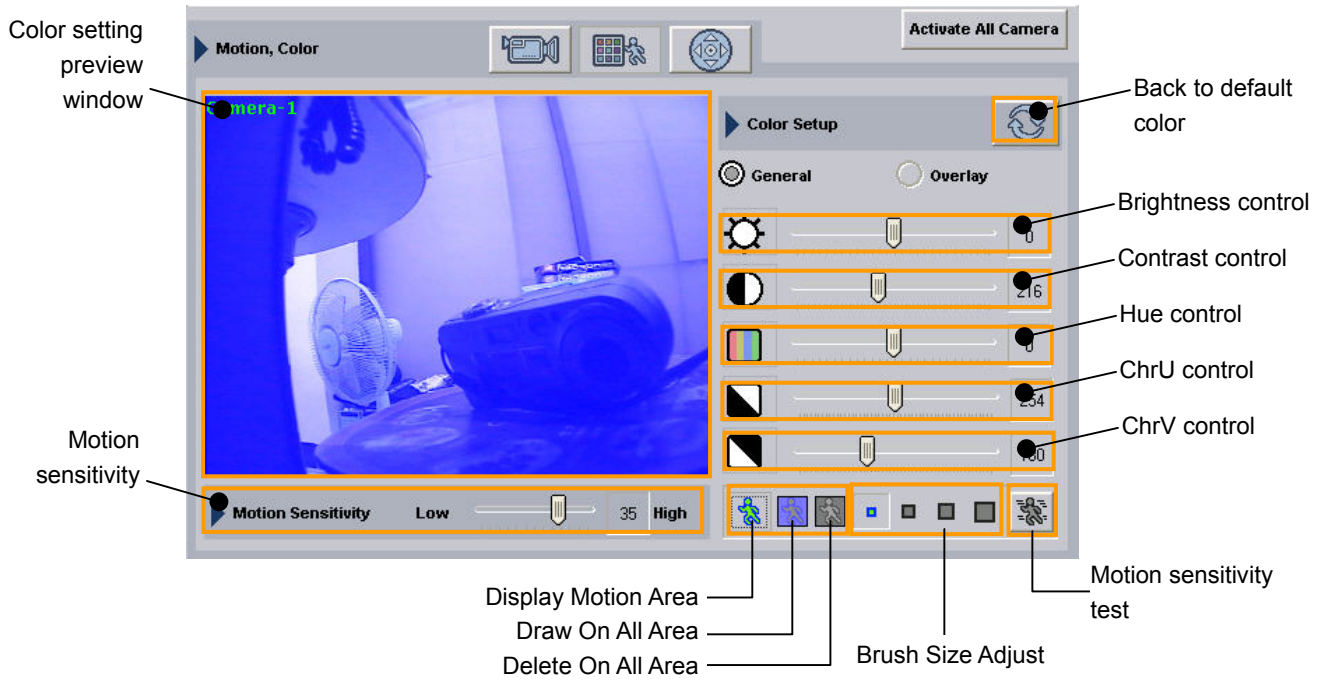 Color setting
preview
window
Motion, Color
Activate All Camera
Camera-1
Color Setup
Back to default
color
General
Overlay
Brightness control
0
Contrast control
216
Hue control
0
ChrU control
254
ChrV control
Motion
sensitivity
Motion Sensitivity
Low
35
High
Display Motion Area
Draw On All Area
Delete On All Area
Brush Size Adjust
Motion sensitivity
test